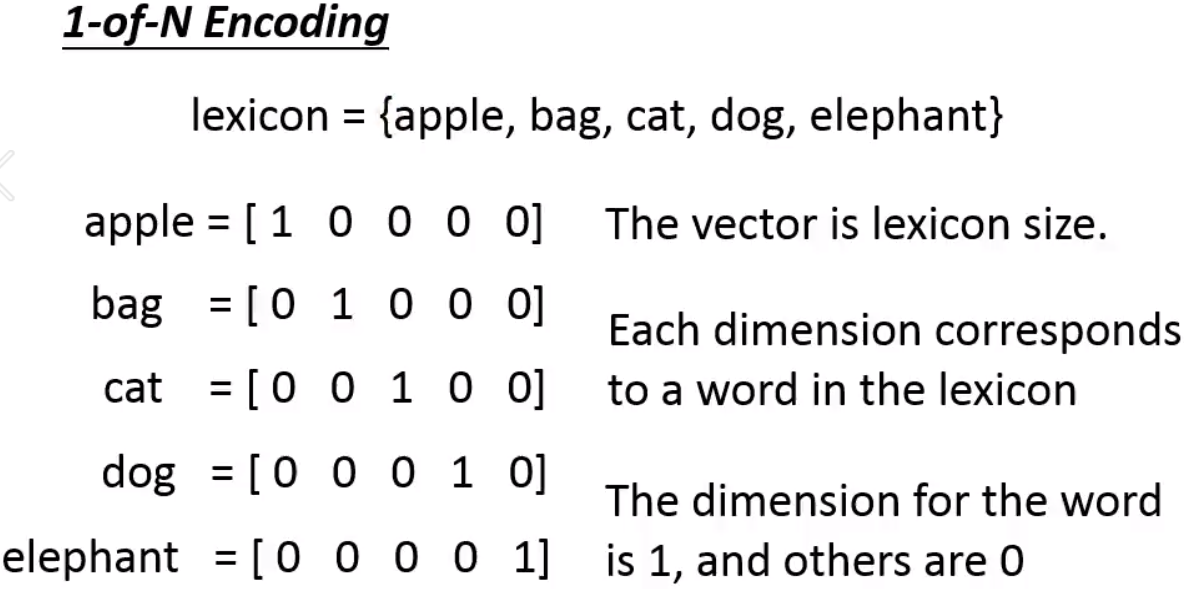 1-of-N Encoding
lexicon = {apple, bag, cat, dog, elephant}
apple = [ 1 0 0 0 0]
The vector is lexicon size.
bag = [ 0 1 0 0 0]
cat = [ 0 0 1 0 0]
Each dimension corresponds
to a word in the lexicon
dog = [ 0 0 0 1 0]
elephant = [ 0 0 0 0 1]
The dimension for the word
is 1, and others are 0